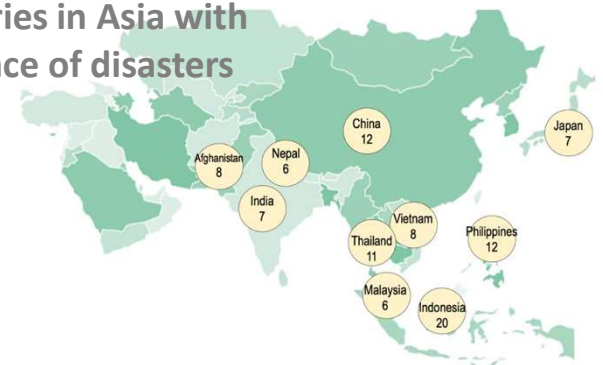 ries in Asia with
nce of disasters
China
12
Japan
7
Afghanistan
8
Nepal
6
India
7
Vietnam
8
Philippines
12
Thailand
11
Malaysia
6
Indonesia
20